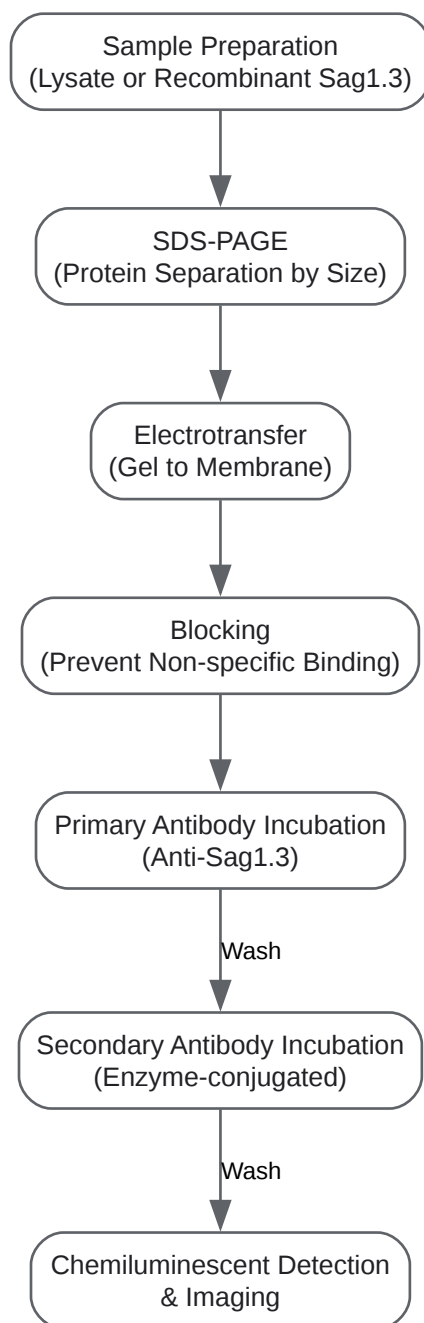 Sample Preparation
(Lysate or Recombinant Sag1.3)
SDS-PAGE
(Protein Separation by Size)
Electrotransfer
(Gel to Membrane)
Blocking
(Prevent Non-specific Binding)
Primary Antibody Incubation
(Anti-Sag1.3)
Wash
Secondary Antibody Incubation
(Enzyme-conjugated)
Wash
Chemiluminescent Detection
& Imaging